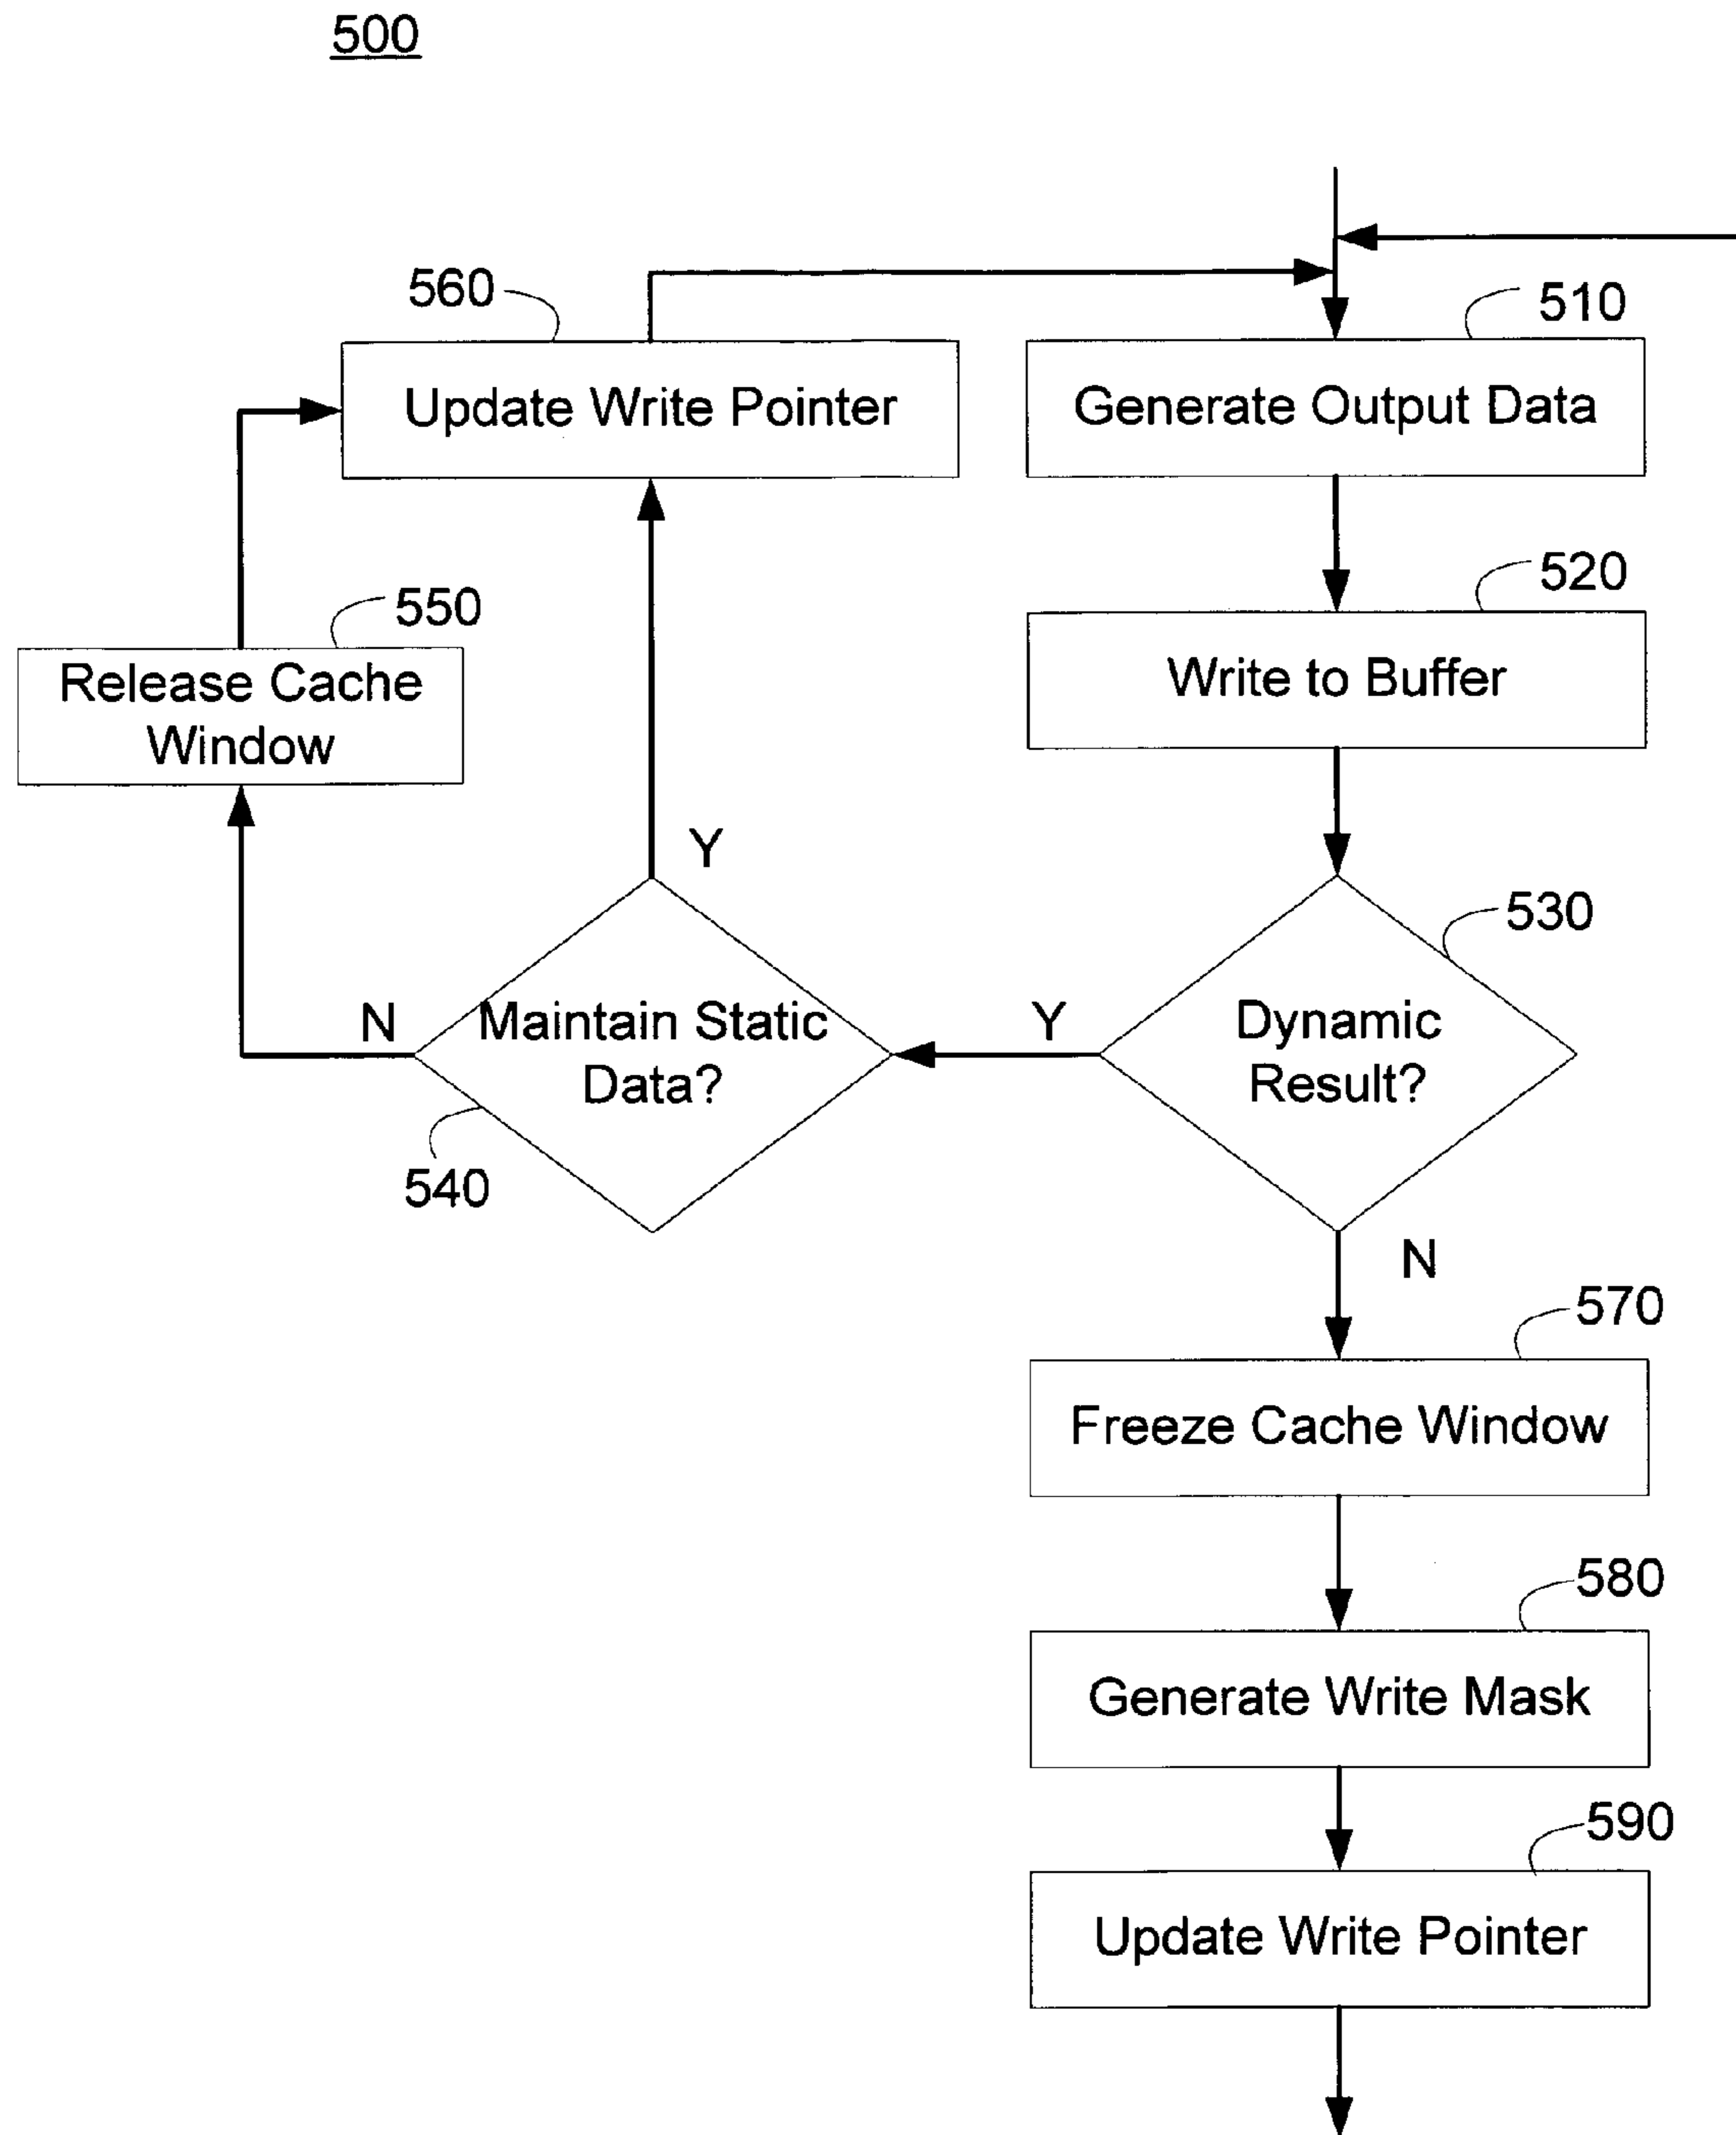 500
560
510
Update Write Pointer
Generate Output Data
520
550
Write to Buffer
Release Cache
Window
Y
530
N
Maintain Static
Data?
Y
Dynamic
Result?
540
N
570
Freeze Cache Window
580
Generate Write Mask
590
Update Write Pointer